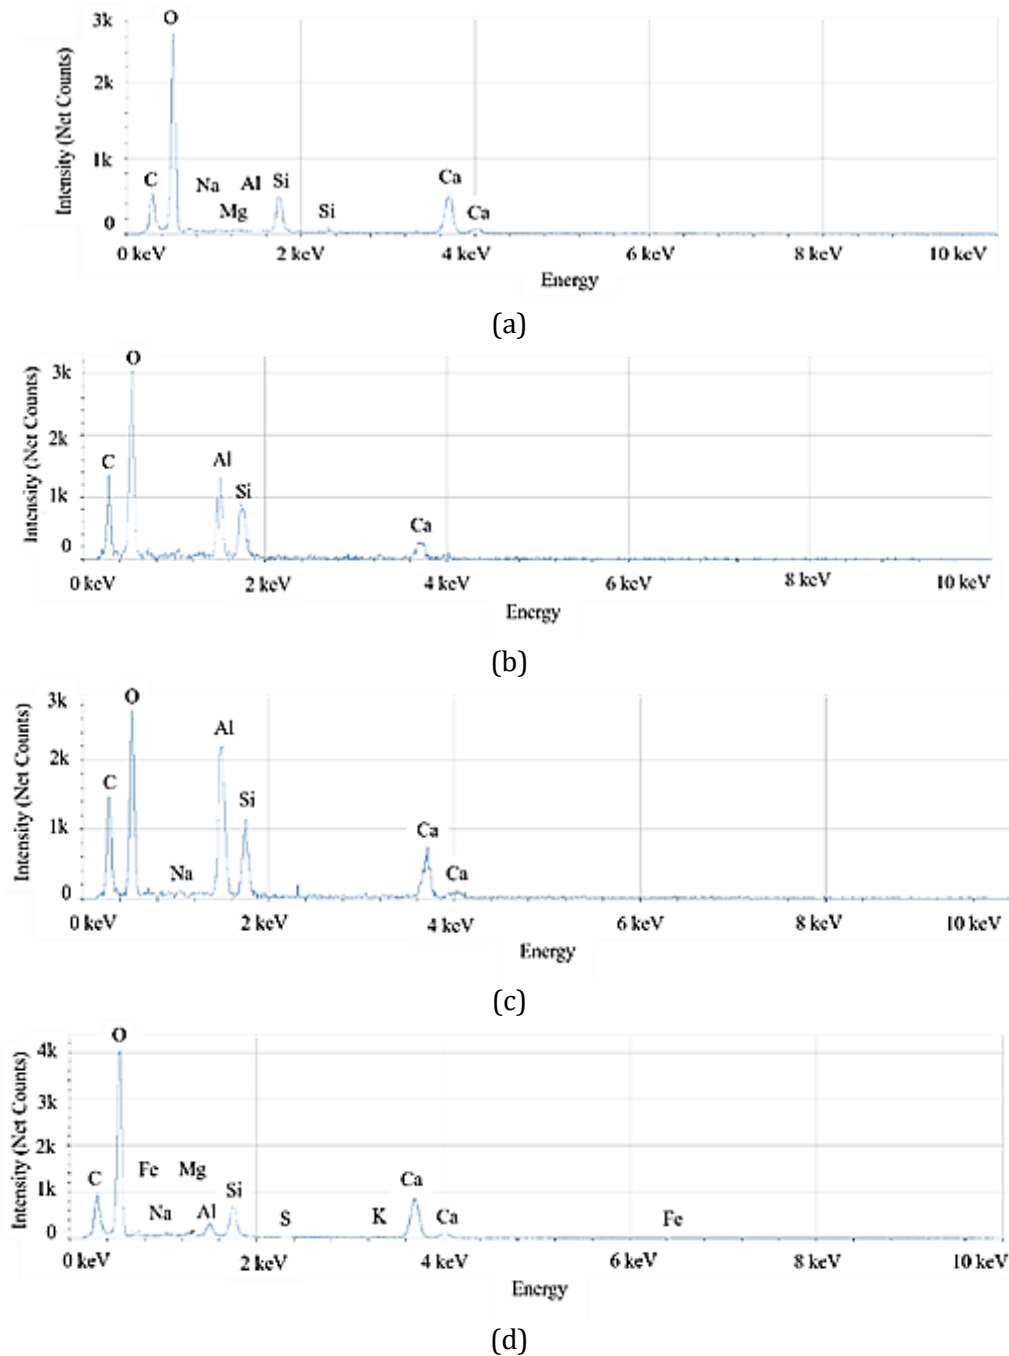 3k
O
2k
1k
C
Na
Al
Si
Mg
Si
Ca
Ca
0
Intensity (Net Counts)
0 keV
2 keV
4 keV
6 keV
8 keV
10 keV
Energy
(a)
3k
O
2k
C
Al
1k
Si
Ca
0
Intensity (Net Counts)
0 keV
2 keV
4 keV
6 keV
8 keV
10 keV
Energy
(b)
3k
O
2k
Al
C
Si
1k
Ca
Na
Ca
0
Intensity (Net Counts)
0 keV
2 keV
4 keV
6 keV
8 keV
10 keV
Energy
(c)
O
4k
3k
2k
Fe
Mg
C
Si
Ca
1k
Na
Al
S
K
Ca
Fe
0
Intensity (Net Counts)
0 keV
2 keV
4 keV
6 keV
8 keV
10 keV
Energy
(d)